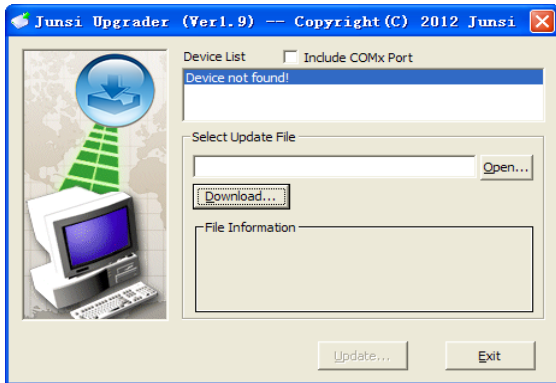 Junsi Upgrader (Ver1.9) -- Copyright(C) 2012 Junsi
Device List
Include COMx Port
Device not found!
Select Update File
Open...
Download...
File Information
Update...
Exit